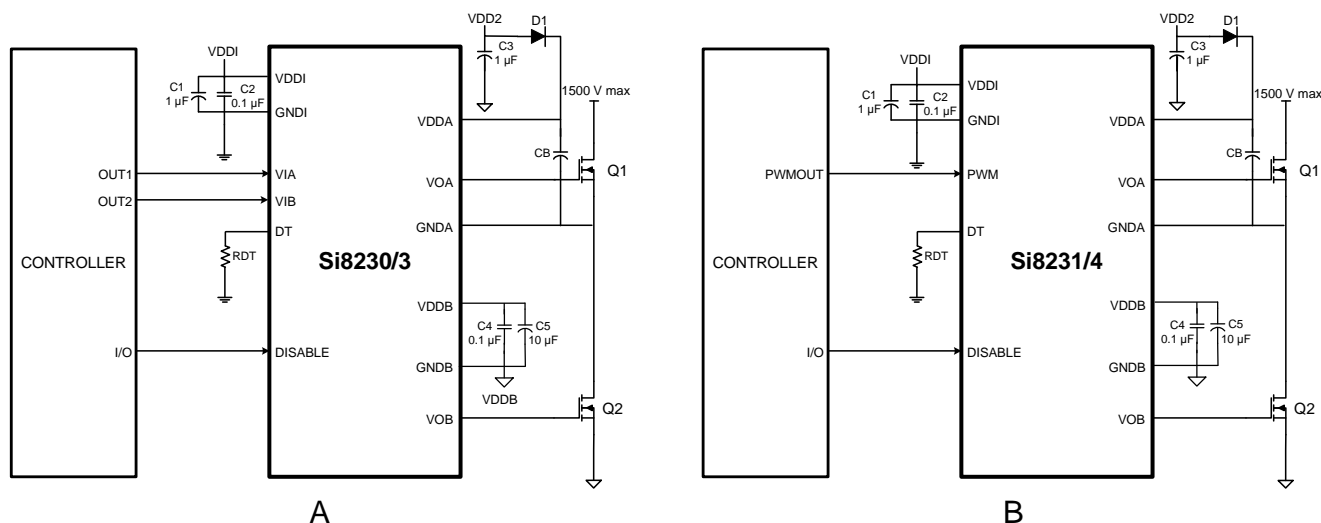 VDD2
D1
C3
1 µF
VDDI
C1
1 µF
C2
0.1 µF
VDDI
GNDI
1500 V max
VDDA
CB
Q1
OUT1
VIA
VOA
OUT2
VIB
DT
GNDA
RDT
CONTROLLER
Si8230/3
VDDB
C4
0.1 µF
C5
10 µF
I/O
DISABLE
GNDB
VDDB
VOB
Q2
A
VDD2
D1
C3
1 µF
VDDI
C1
1 µF
C2
0.1 µF
VDDI
GNDI
1500 V max
VDDA
CB
Q1
PWMOUT
PWM
VOA
DT
GNDA
RDT
CONTROLLER
Si8231/4
VDDB
C4
0.1 µF
C5
10 µF
I/O
DISABLE
GNDB
VOB
Q2
B